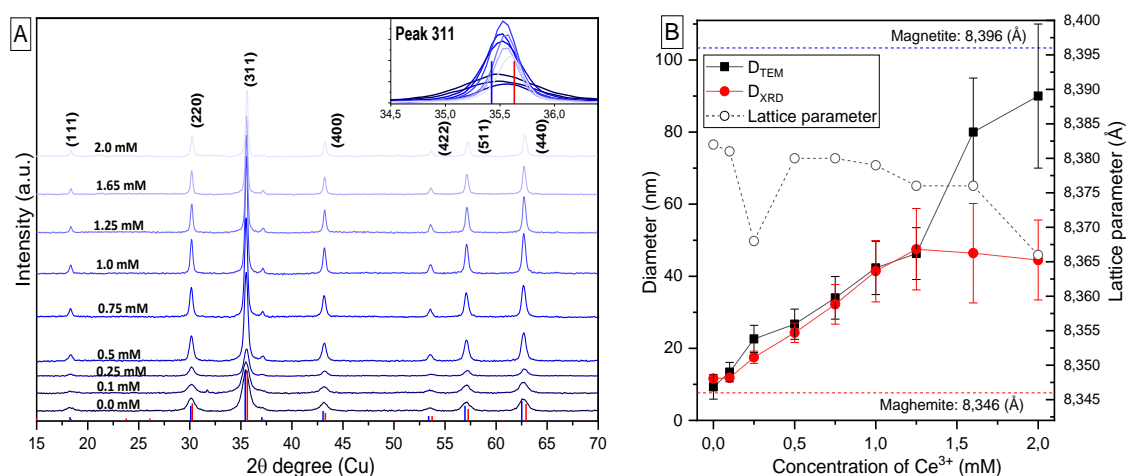 A
Peak 311
34,5 35,0 35,5 36,0
(111)
(220)
(311)
(400)
(422)
(511)
(440)
2.0 mM
1.65 mM
1.25 mM
1.0 mM
0.75 mM
0.5 mM
0.25 mM
0.1 mM
0.0 mM
Intensity (a.u.)
15 20 25 30 35 40 45 50 55 60 65 70
2θ degree (Cu)
B
Magnetite: 8,396 (Å)
D_TEM
D_XRD
Lattice parameter
Maghemite: 8,346 (Å)
Diameter (nm)
100
80
60
40
20
0
0,0 0,5 1,0 1,5 2,0
Concentration of Ce³⁺ (mM)
8,400
8,395
8,390
8,385
8,380
8,375
8,370
8,365
8,360
8,355
8,350
8,345
Lattice parameter (Å)